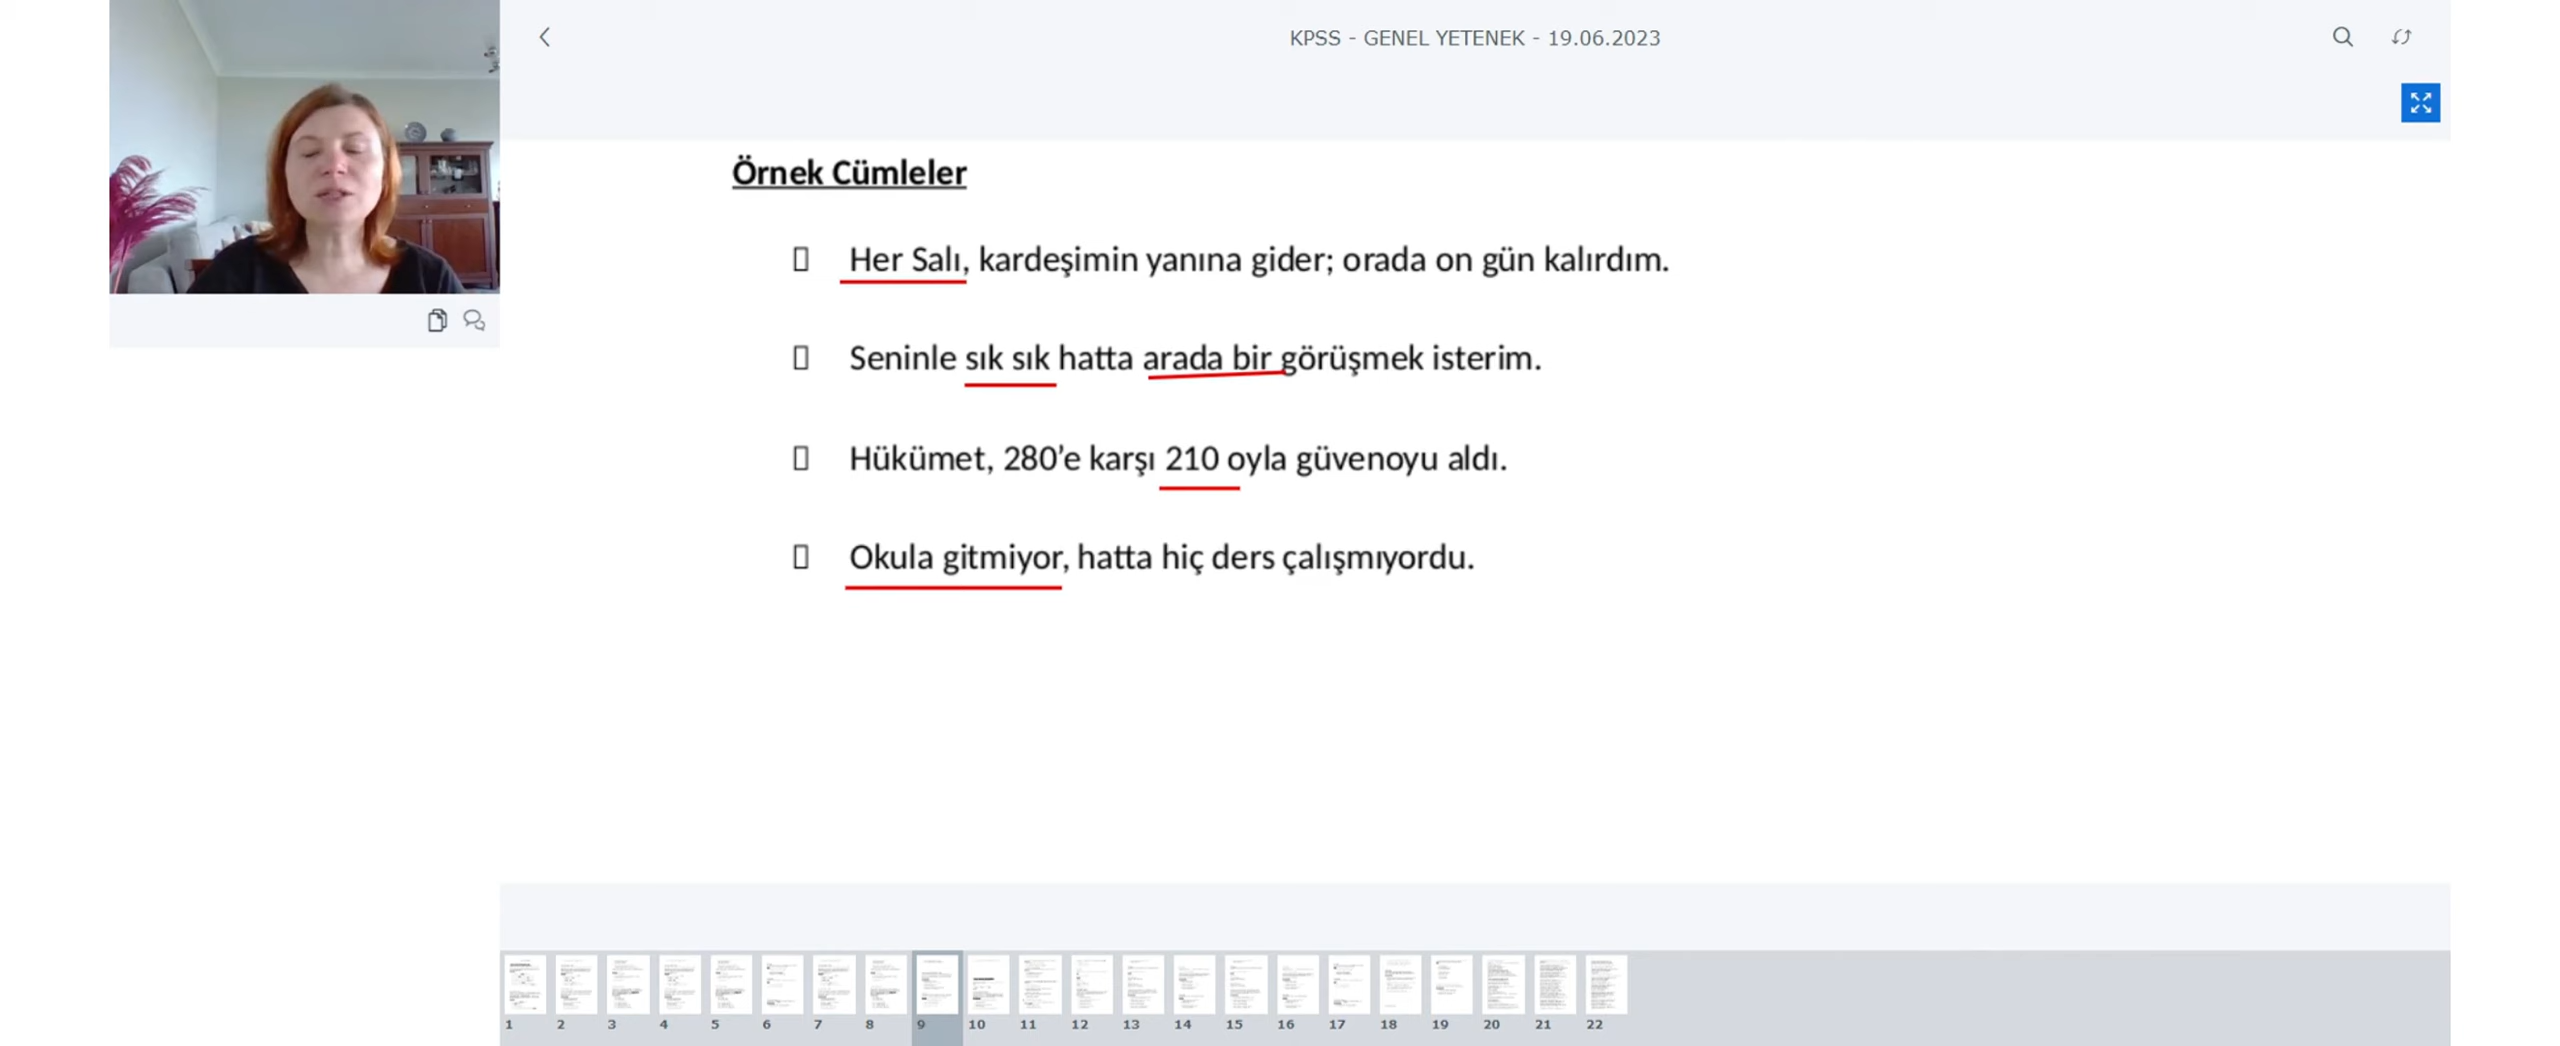 KPSS - GENEL YETENEK - 19.06.2023
Örnek Cümleler
Her Salı, kardeşimin yanına gider; orada on gün kalırdım.
Seninle sık sık hatta arada bir görüşmek isterim.
Hükümet, 280’e karşı 210 oyla güvenoyu aldı.
Okula gitmiyor, hatta hiç ders çalışmıyordu.
1 2 3 4 5 6 7 8 9 10 11 12 13 14 15 16 17 18 19 20 21 22